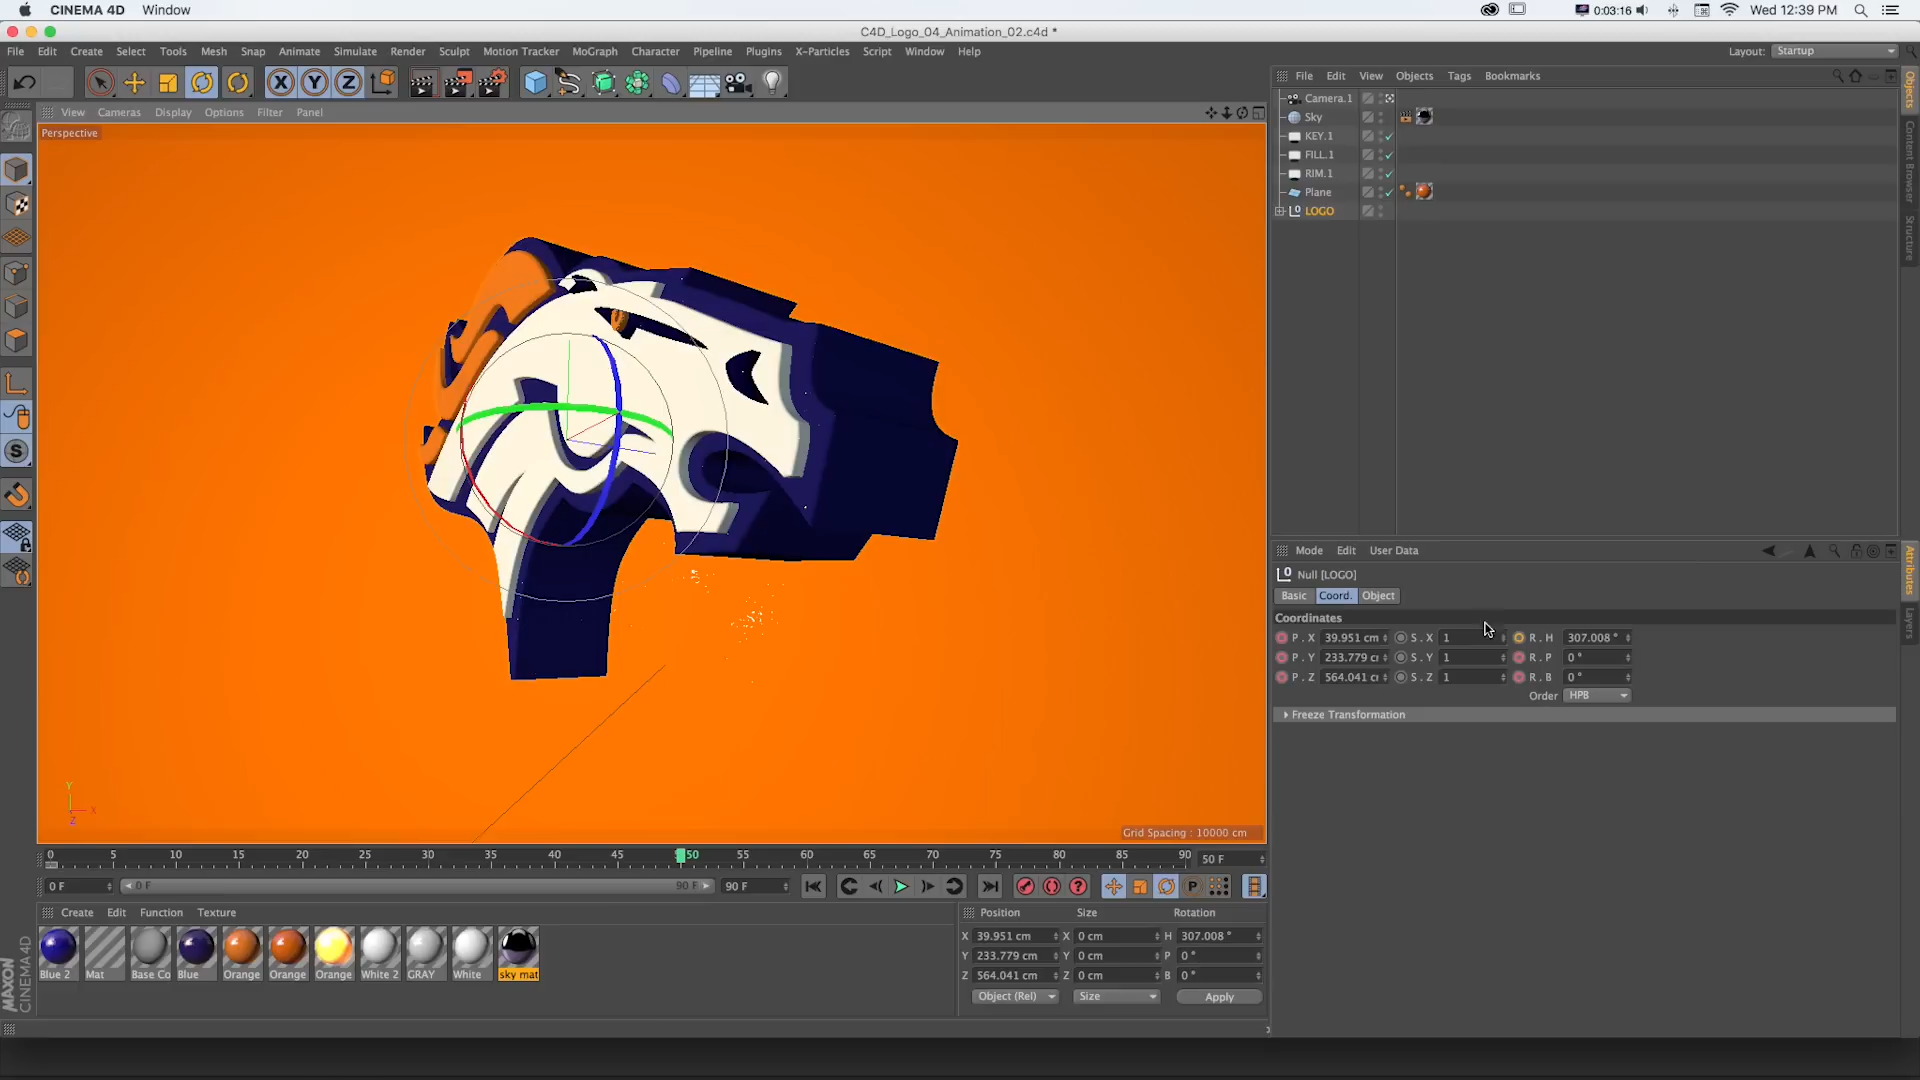 CINEMA 4D Window
0:03:16 Wed 12:39 PM
C4D_Logo_04_Animation_02.c4d *
File Edit Create Select Tools Mesh Snap Animate Simulate Render Sculpt Motion Tracker MoGraph Character Pipeline Plugins X-Particles Script Window Help
Layout: Startup
X Y Z
View Cameras Display Options Filter Panel
Perspective
Grid Spacing : 10000 cm
Y
X
Z
S
File Edit View Objects Tags Bookmarks
Camera.1
Sky
KEY.1
FILL.1
RIM.1
Plane
LOGO
Objects
Content Browser
Structure
Mode Edit User Data
Null [LOGO]
Basic Coord. Object
Coordinates
P . X 39.951 cm S . X 1 R . H 307.008 °
P . Y 233.779 c S . Y 1 R . P 0 °
P . Z 564.041 c S . Z 1 R . B 0 °
Order HPB
Freeze Transformation
Attributes
Layers
0 5 10 15 20 25 30 35 40 45 50 55 60 65 70 75 80 85 90 50 F
0 F 0 F 90 F 90 F
P
Create Edit Function Texture
Blue 2 Mat Base Co Blue Orange Orange Orange White 2 GRAY White sky mat
Position Size Rotation
X 39.951 cm X 0 cm H 307.008 °
Y 233.779 cm Y 0 cm P 0 °
Z 564.041 cm Z 0 cm B 0 °
Object (Rel) Size Apply
MAXON
CINEMA 4D